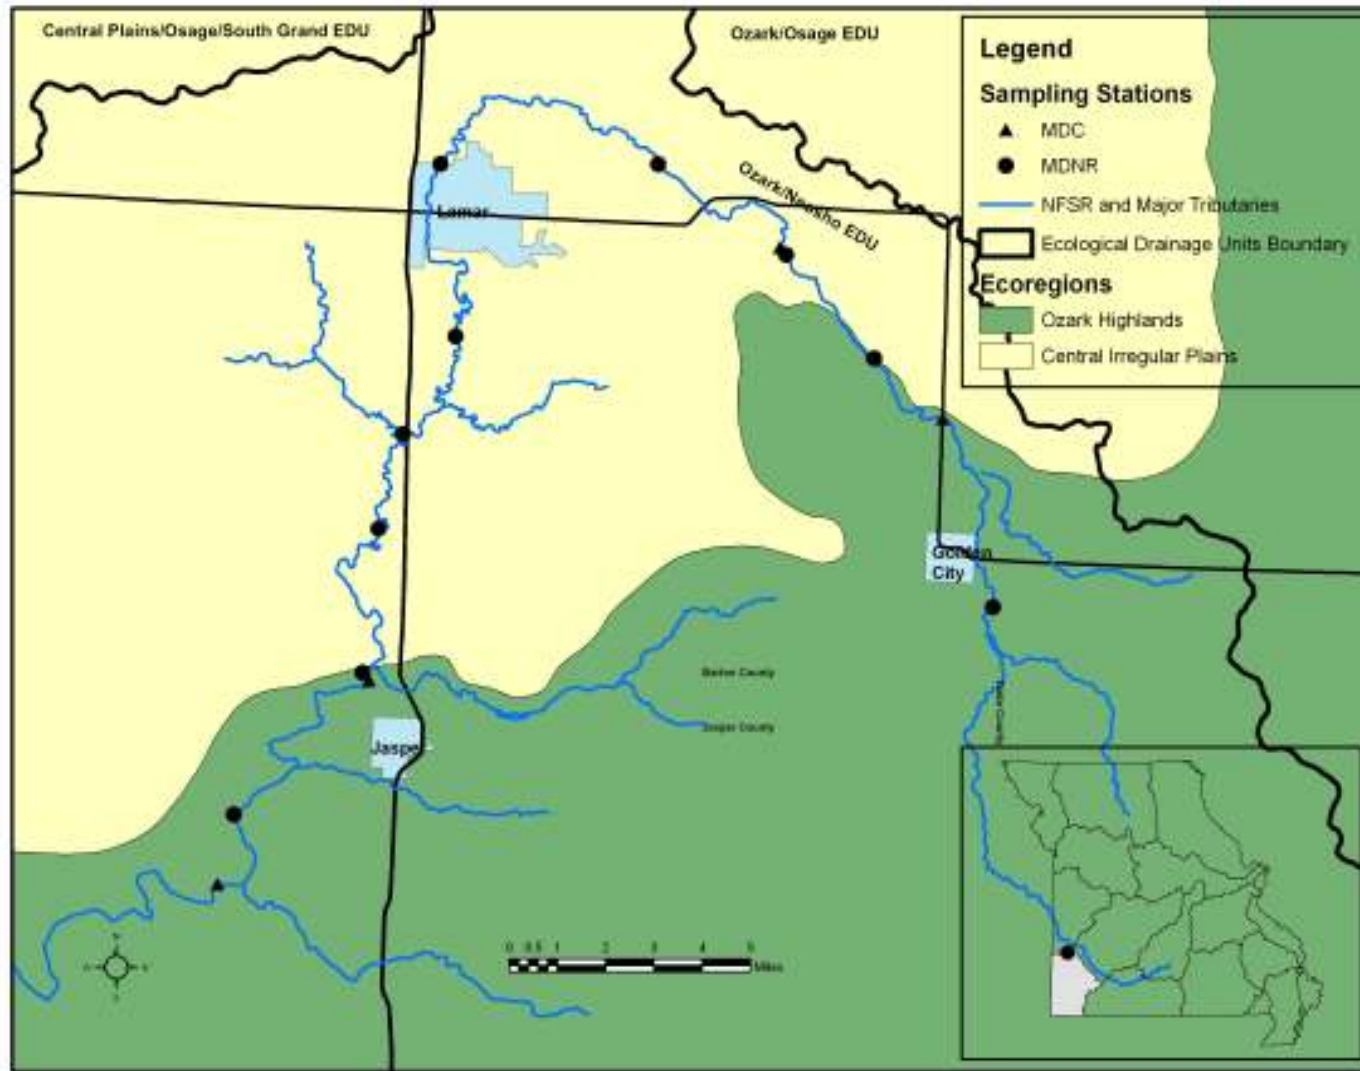 Central Plains/Osage/South Grand EDU
Ozark/Osage EDU
Legend
Sampling Stations
MDC
MDNR
NFSR and Major Tributaries
Ecological Drainage Units Boundary
Ecoregions
Ozark Highlands
Central Irregular Plains
Ozark/Neosho EDU
Lamar
Golden
City
Barton County
Jasper County
Jaspe
0 0.5 1 2 3 4 5
Miles